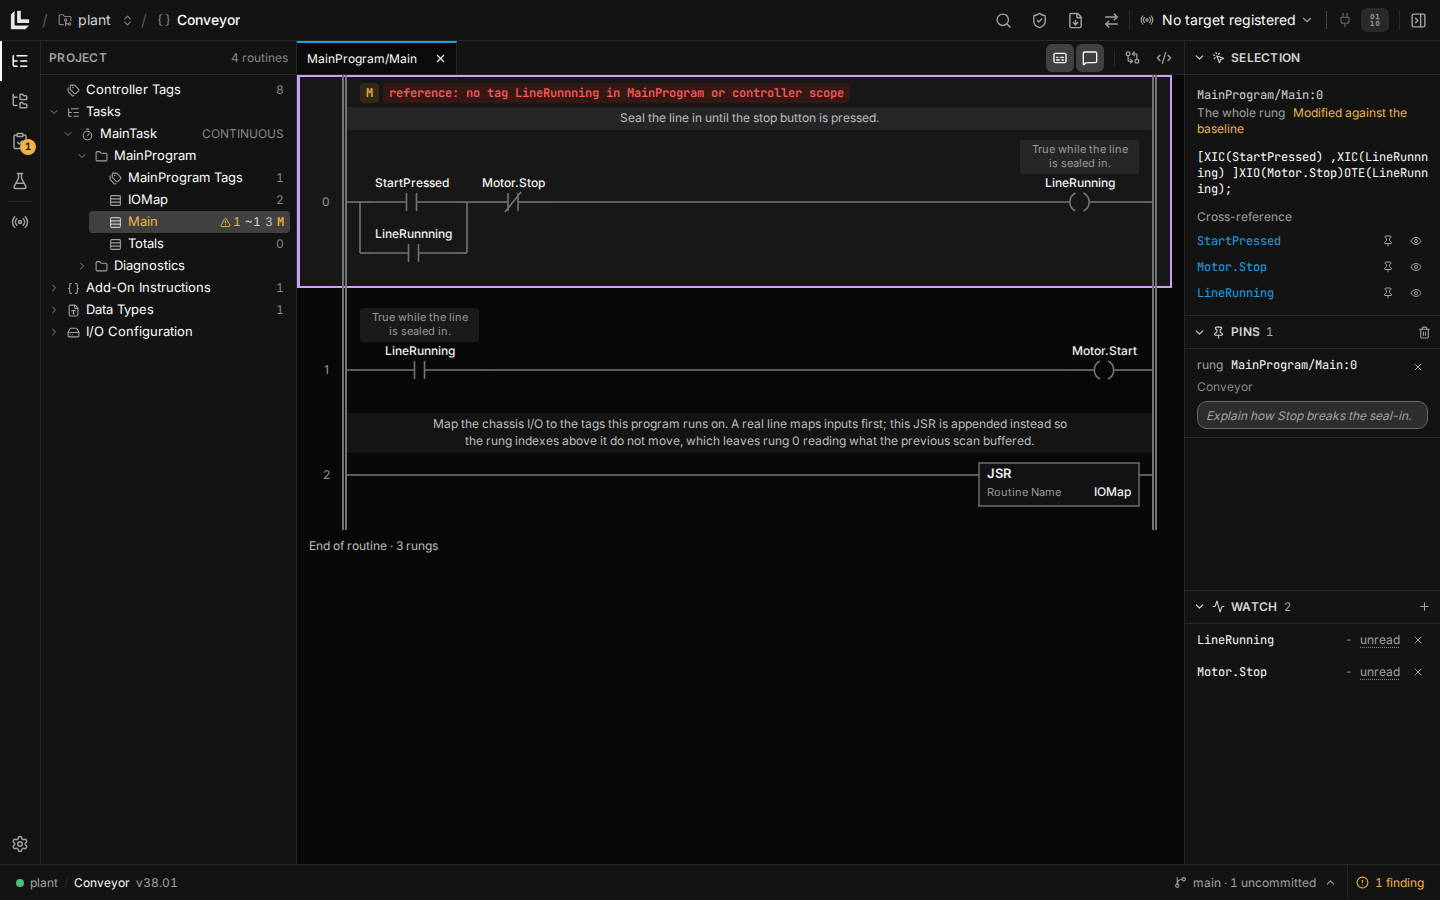 / plant / Conveyor
No target registered
PROJECT
4 routines
Controller Tags 8
Tasks
MainTask CONTINUOUS
MainProgram
MainProgram Tags 1
IOMap 2
Main 1 ~1 3 M
Totals 0
Diagnostics
Add-On Instructions 1
Data Types 1
I/O Configuration
1
MainProgram/Main
M reference: no tag LineRunnning in MainProgram or controller scope
Seal the line in until the stop button is pressed.
True while the line
is sealed in.
StartPressed
Motor.Stop
LineRunning
0
LineRunnning
True while the line
is sealed in.
LineRunning
Motor.Start
1
Map the chassis I/O to the tags this program runs on. A real line maps inputs first; this JSR is appended instead so
the rung indexes above it do not move, which leaves rung 0 reading what the previous scan buffered.
2
JSR
Routine Name IOMap
End of routine · 3 rungs
SELECTION
MainProgram/Main:0
The whole rung Modified against the
baseline
[XIC(StartPressed) ,XIC(LineRunnn
ing) ]XIO(Motor.Stop)OTE(LineRunn
ing);
Cross-reference
StartPressed
Motor.Stop
LineRunning
PINS 1
rung MainProgram/Main:0
Conveyor
Explain how Stop breaks the seal-in.
WATCH 2
LineRunning - unread
Motor.Stop - unread
plant / Conveyor v38.01
main · 1 uncommitted
1 finding